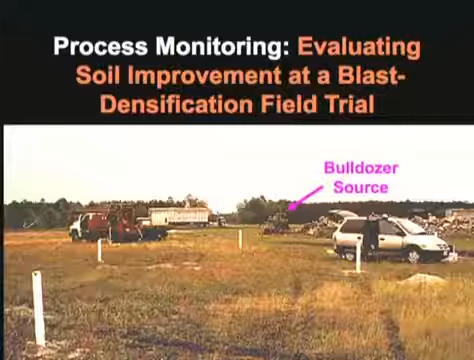 Process Monitoring: Evaluating
Soil Improvement at a Blast-
Densification Field Trial
Bulldozer
Source